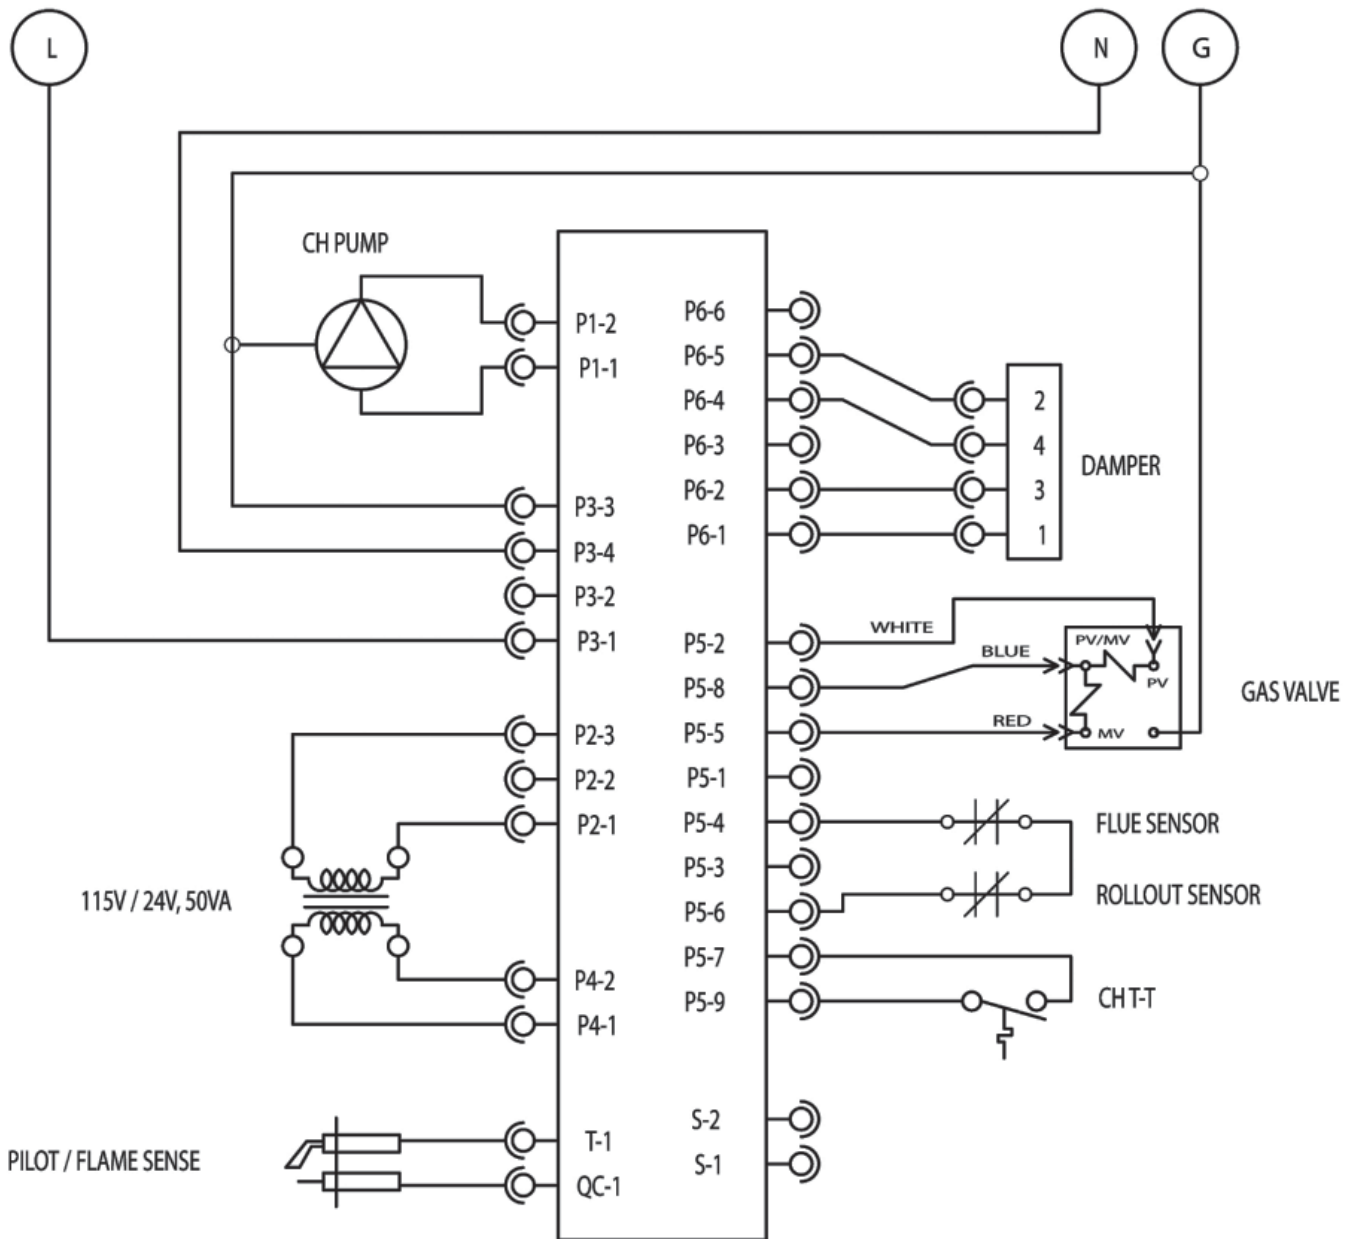 L
N
G
CH PUMP
P1-2
P1-1
P3-3
P3-4
P3-2
P3-1
P2-3
P2-2
P2-1
115V / 24V, 50VA
P4-2
P4-1
PILOT / FLAME SENSE
T-1
QC-1
P6-6
P6-5
P6-4
P6-3
P6-2
P6-1
2
4
3
1
DAMPER
P5-2
WHITE
P5-8
BLUE
P5-5
RED
PV/MV
PV
MV
GAS VALVE
P5-1
P5-4
FLUE SENSOR
P5-3
P5-6
ROLLOUT SENSOR
P5-7
P5-9
CH T-T
S-2
S-1